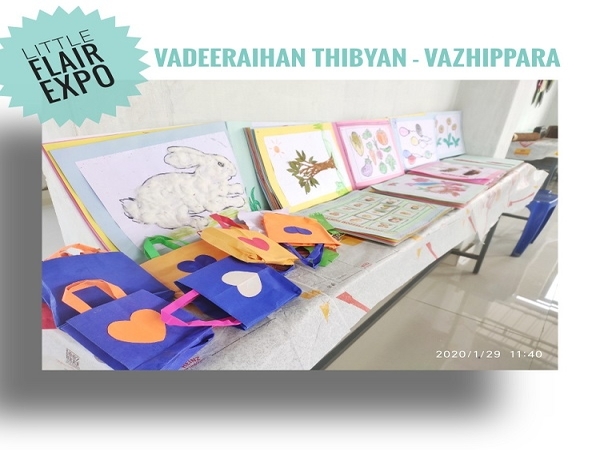 LITTLE
FLAIR
EXPO
VADEERAIHAN THIBYAN - VAZHIPPARA
2020/1/29 11:40